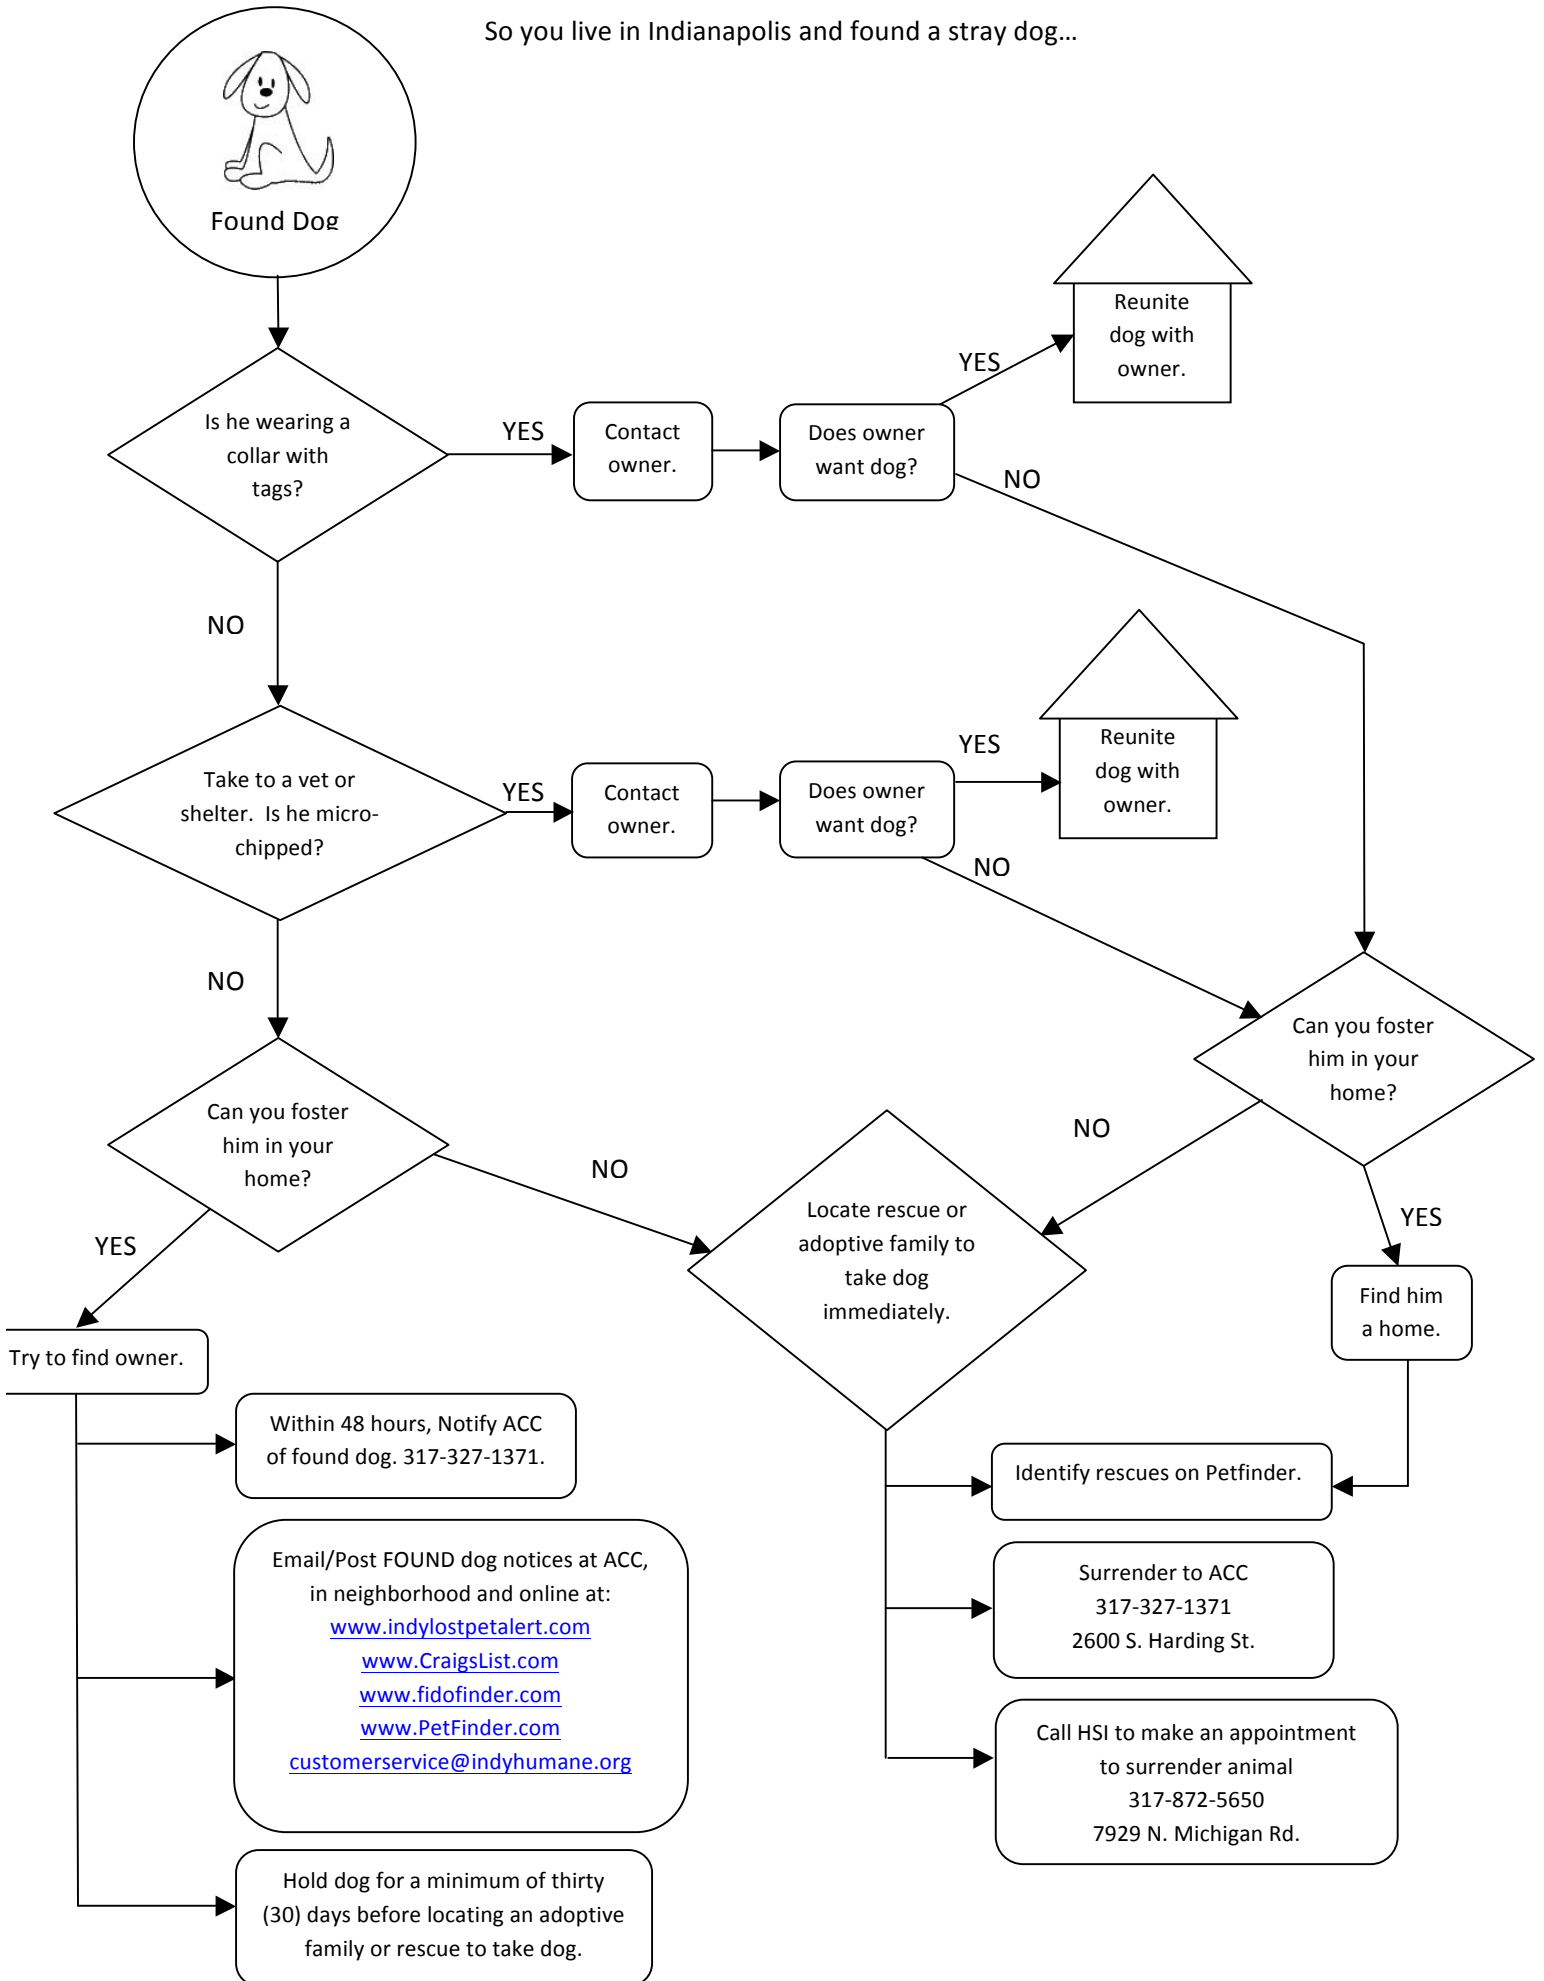 So you live in Indianapolis and found a stray dog…
Found Dog
Is he wearing a
collar with
tags?
YES
Contact
owner.
Does owner
want dog?
YES
Reunite
dog with
owner.
NO
NO
Take to a vet or
shelter.  Is he micro-
chipped?
YES
Contact
owner.
Does owner
want dog?
YES
Reunite
dog with
owner.
NO
NO
Can you foster
him in your
home?
Can you foster
him in your
home?
NO
NO
YES
YES
Locate rescue or
adoptive family to
take dog
immediately.
Find him
a home.
Try to find owner.
Within 48 hours, Notify ACC
of found dog. 317-327-1371.
Email/Post FOUND dog notices at ACC,
in neighborhood and online at:
www.indylostpetalert.com
www.CraigsList.com
www.fidofinder.com
www.PetFinder.com
customerservice@indyhumane.org
Hold dog for a minimum of thirty
(30) days before locating an adoptive
family or rescue to take dog.
Identify rescues on Petfinder.
Surrender to ACC
317-327-1371
2600 S. Harding St.
Call HSI to make an appointment
to surrender animal
317-872-5650
7929 N. Michigan Rd.